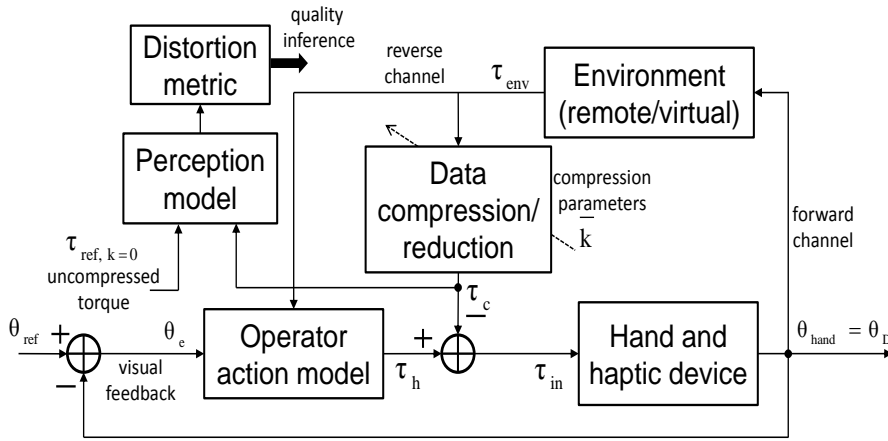 quality
inference
Distortion
metric
reverse
channel
τ env
Environment
(remote/virtual)
Perception
model
Data
compression/
reduction
compression
parameters
k̅
forward
channel
τ ref, k = 0
uncompressed
torque
τ c
θ ref
+
−
θ e
visual
feedback
Operator
action model
τ h
+
−
τ in
Hand and
haptic device
θ hand = θ D